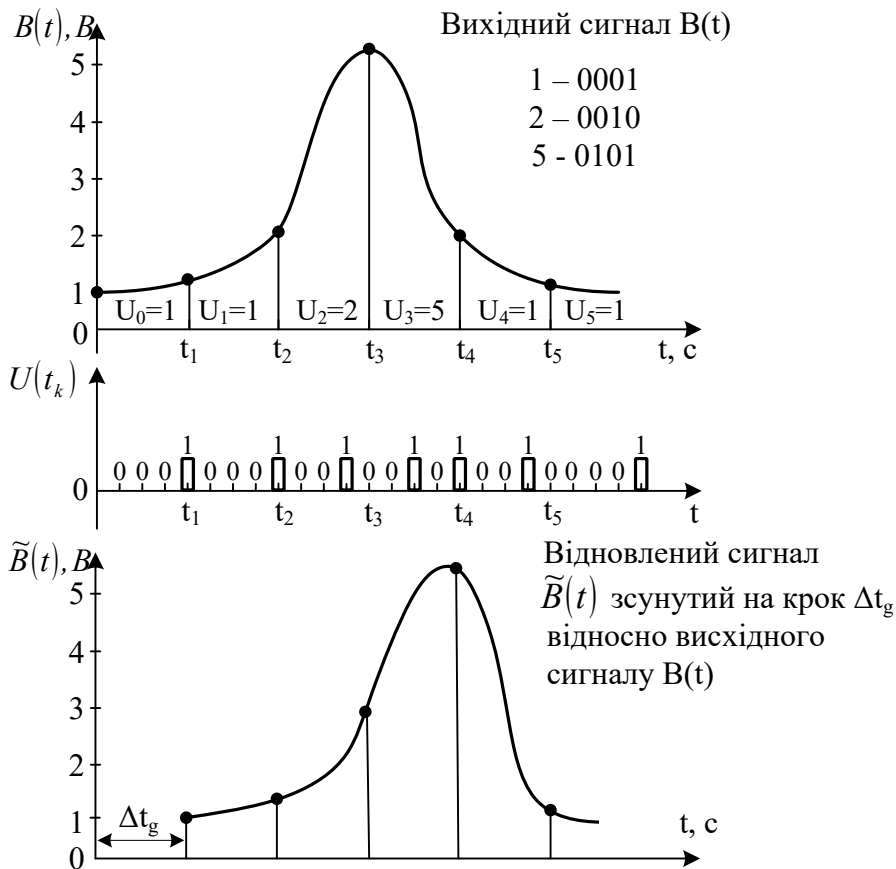 B(t), В
Вихідний сигнал B(t)
1 – 0001
2 – 0010
5 - 0101
5
4
3
2
1
0
U₀=1 U₁=1 U₂=2 U₃=5 U₄=1 U₅=1
t₁ t₂ t₃ t₄ t₅ t, с
U(tₖ)
1 1 1 1 1 1 1
0 0 0 0 0 0 0 0 0 0 0 0 0 0 0 0 0
0
t₁ t₂ t₃ t₄ t₅ t
B̃(t), В
Відновлений сигнал
B̃(t) зсунутий на крок Δt_g
відносно висхідного
сигналу B(t)
5
4
3
2
1
0
Δt_g
t, с